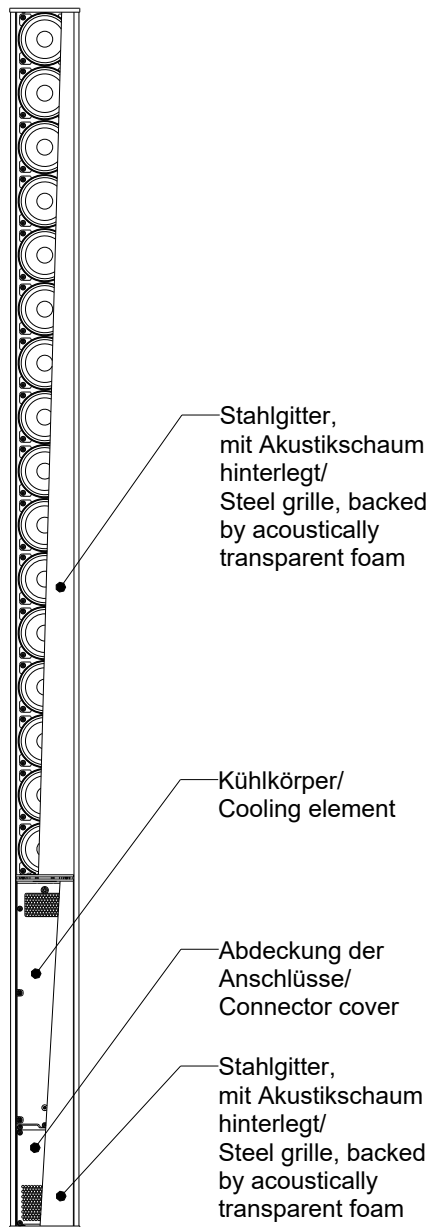 Stahlgitter,
mit Akustikschaum
hinterlegt/
Steel grille, backed
by acoustically
transparent foam
Kühlkörper/
Cooling element
Abdeckung der
Anschlüsse/
Connector cover
Stahlgitter,
mit Akustikschaum
hinterlegt/
Steel grille, backed
by acoustically
transparent foam